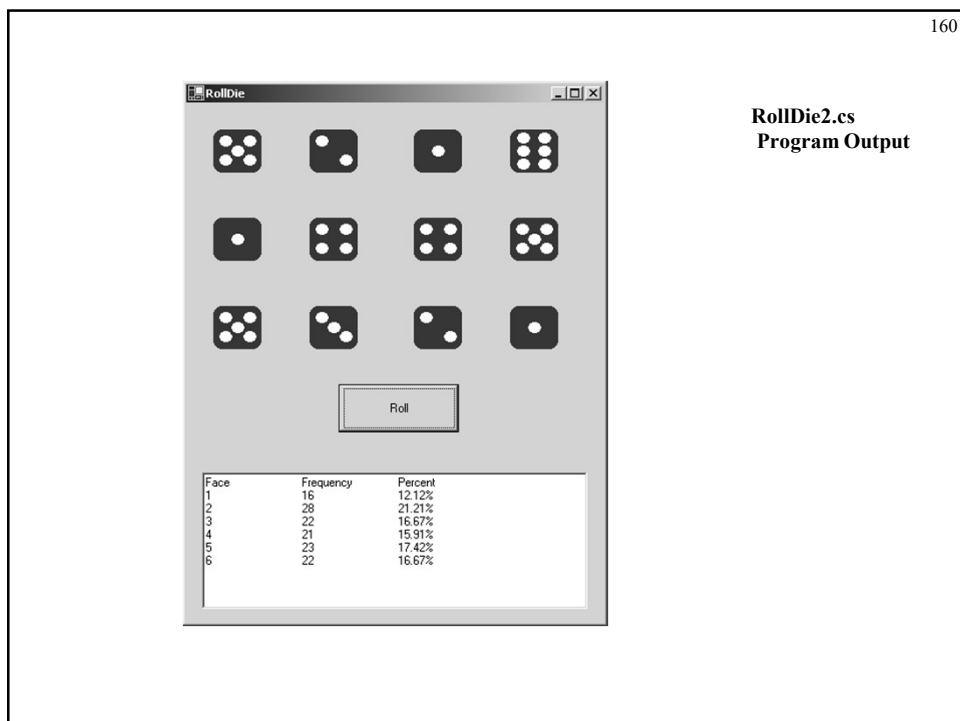 160
RollDie
RollDie2.cs
Program Output
Roll
Face Frequency Percent
1 16 12.12%
2 28 21.21%
3 22 16.67%
4 21 15.91%
5 23 17.42%
6 22 16.67%